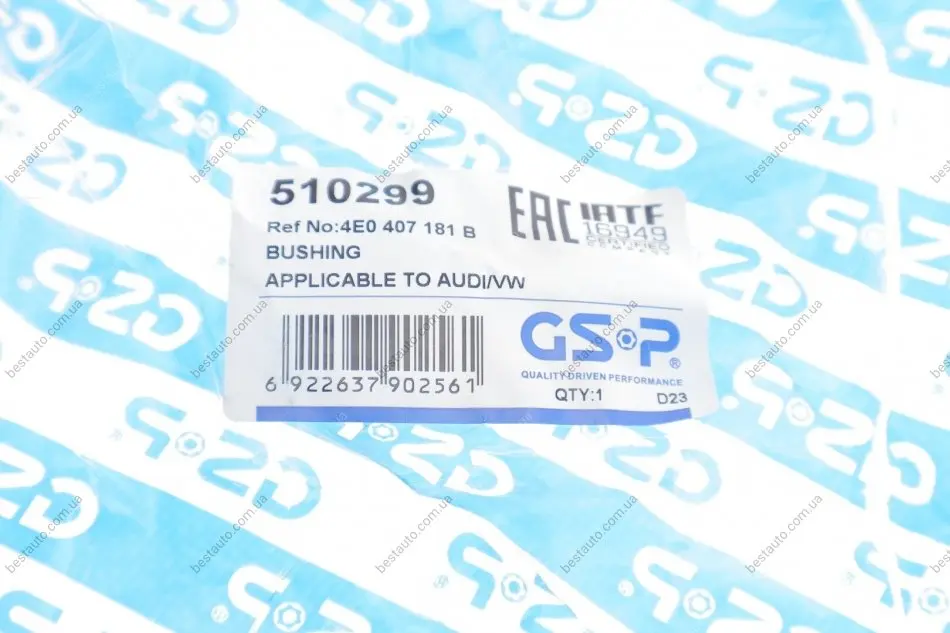 510299
Ref No:4E0 407 181 B
BUSHING
APPLICABLE TO AUDI/VW
EAC
IATF
16949
CERTIFIED
6 922637 902561
GSP®
QUALITY DRIVEN PERFORMANCE
QTY:1
D23
bestauto.com.ua